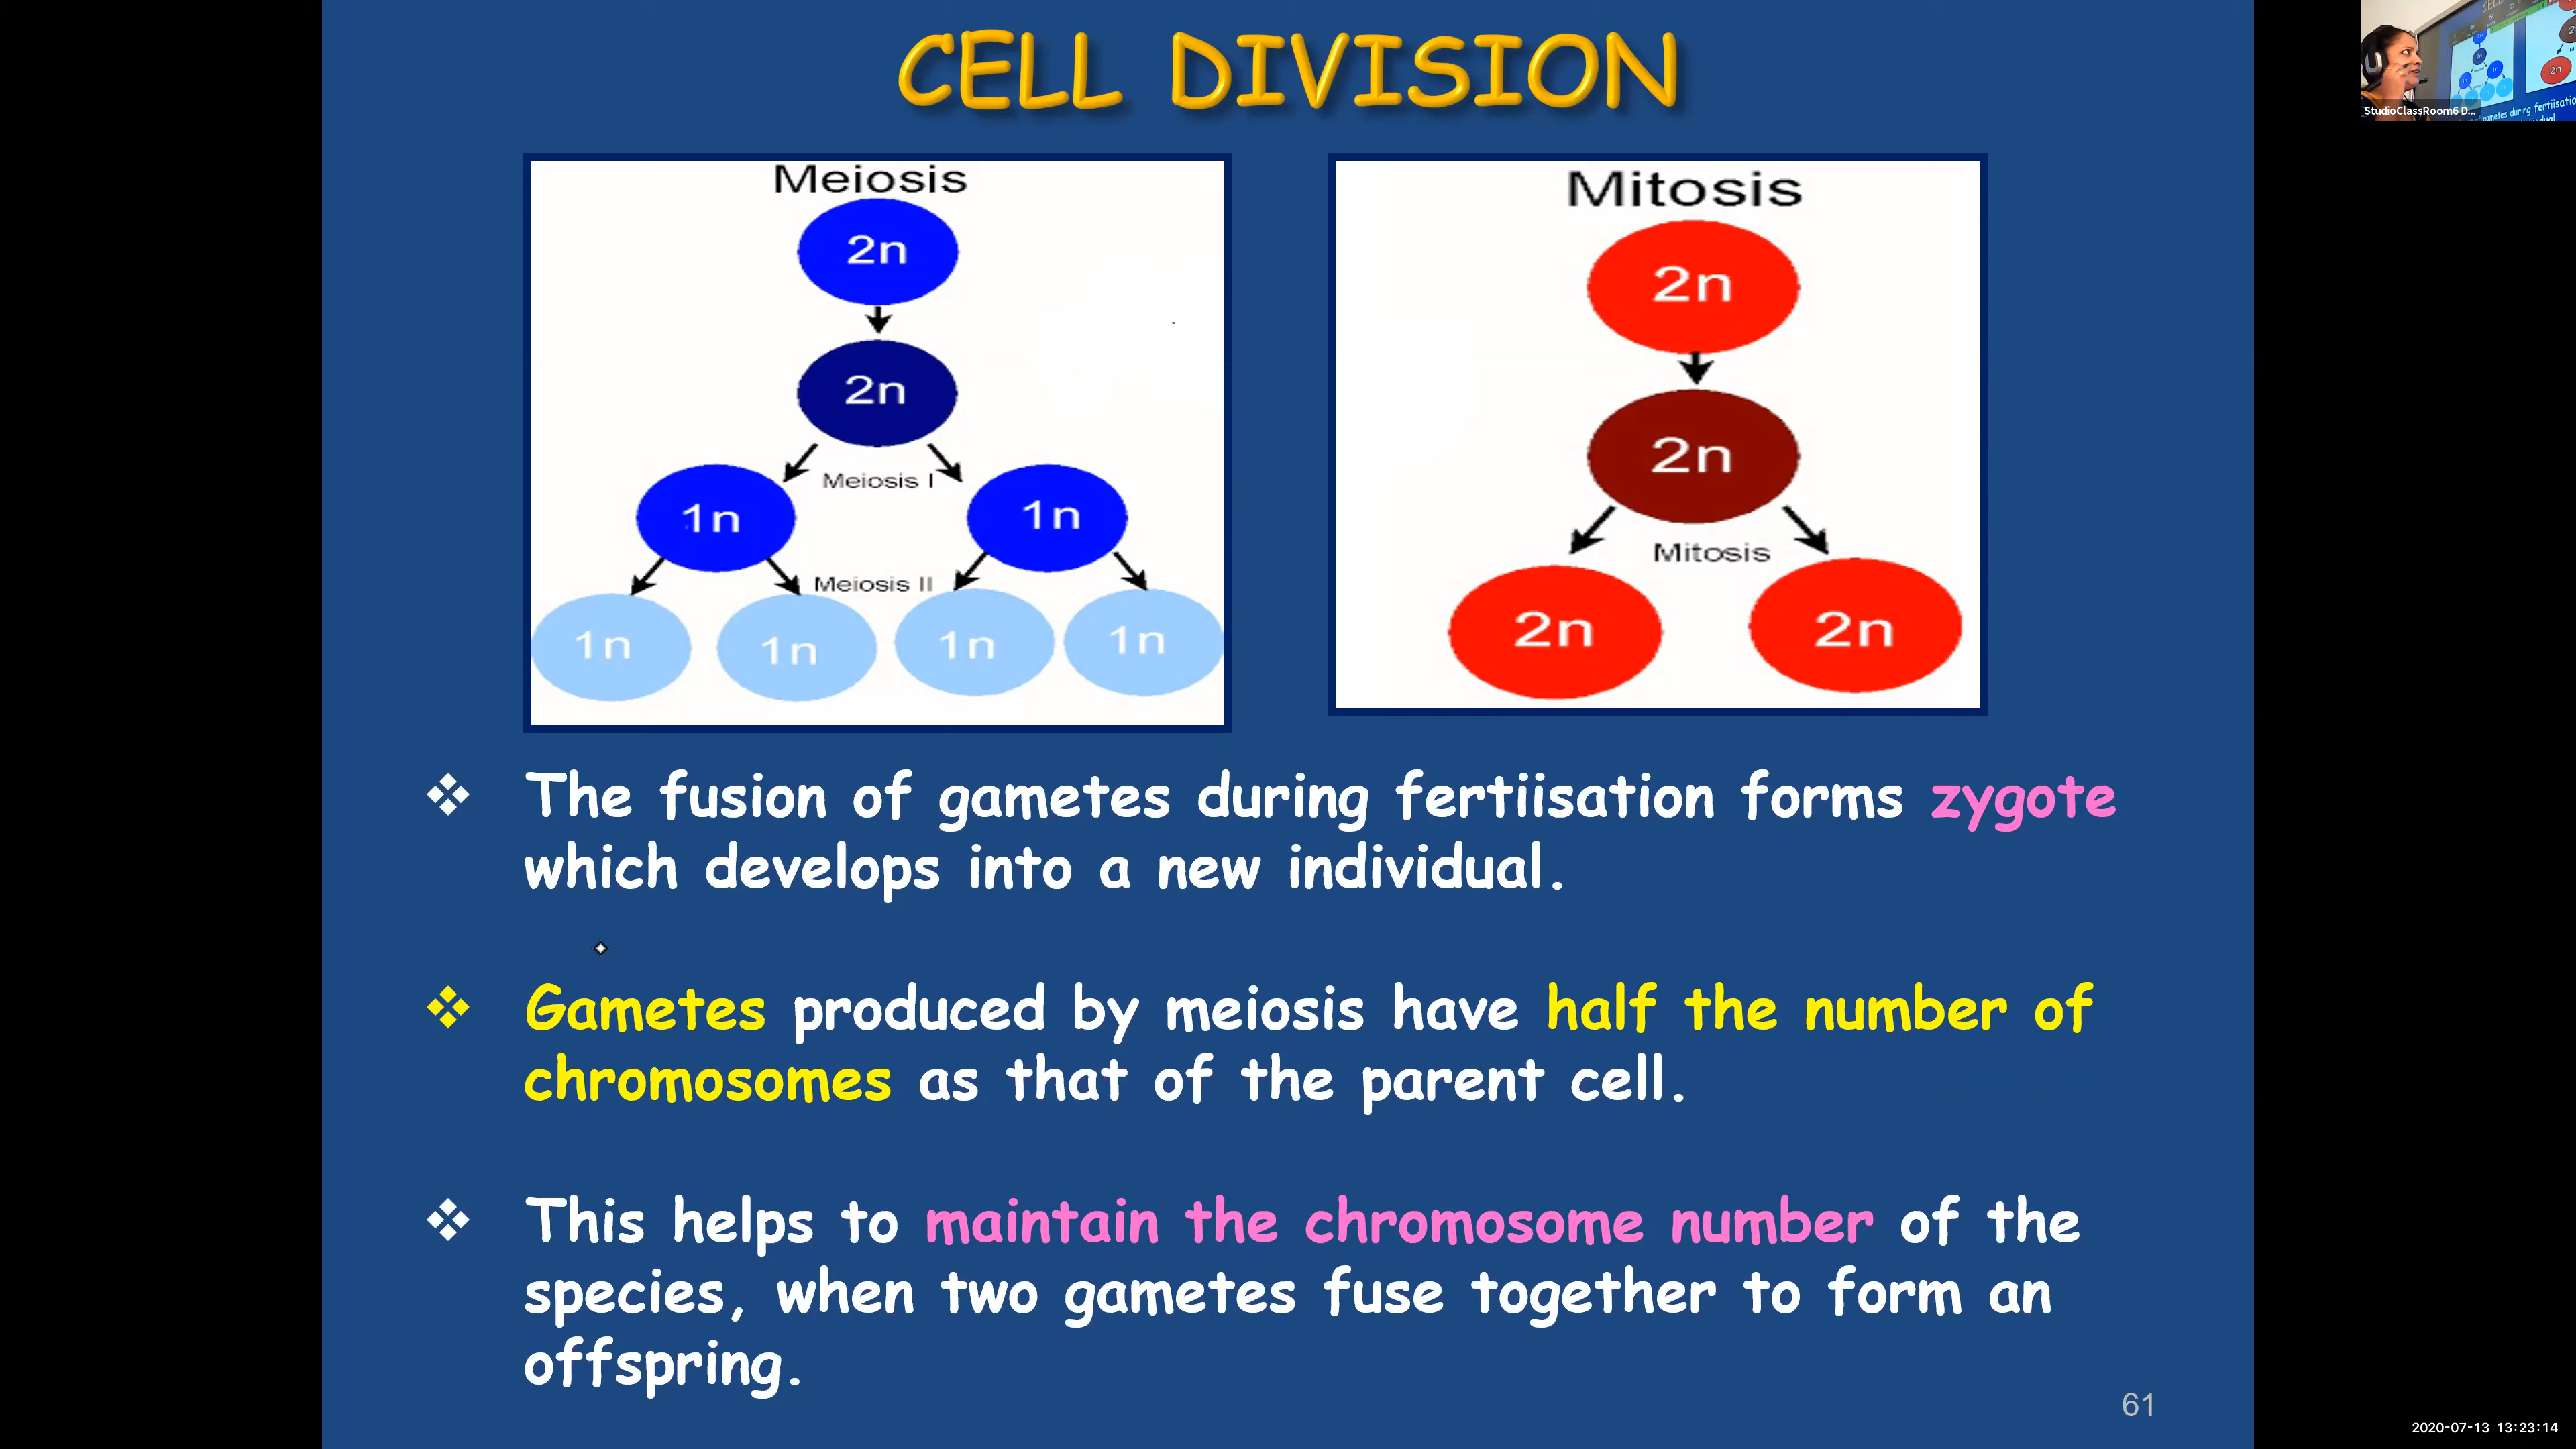 CELL DIVISION
Meiosis
2n
2n
Meiosis I
1n
1n
Meiosis II
1n
1n
1n
1n
Mitosis
2n
2n
Mitosis
2n
2n
❖ The fusion of gametes during fertiisation forms zygote
which develops into a new individual.
❖ Gametes produced by meiosis have half the number of
chromosomes as that of the parent cell.
❖ This helps to maintain the chromosome number of the
species, when two gametes fuse together to form an
offspring.
61
StudioClassRoom6 D...
2n
gametes during fertiisatio
2020-07-13 13:23:14